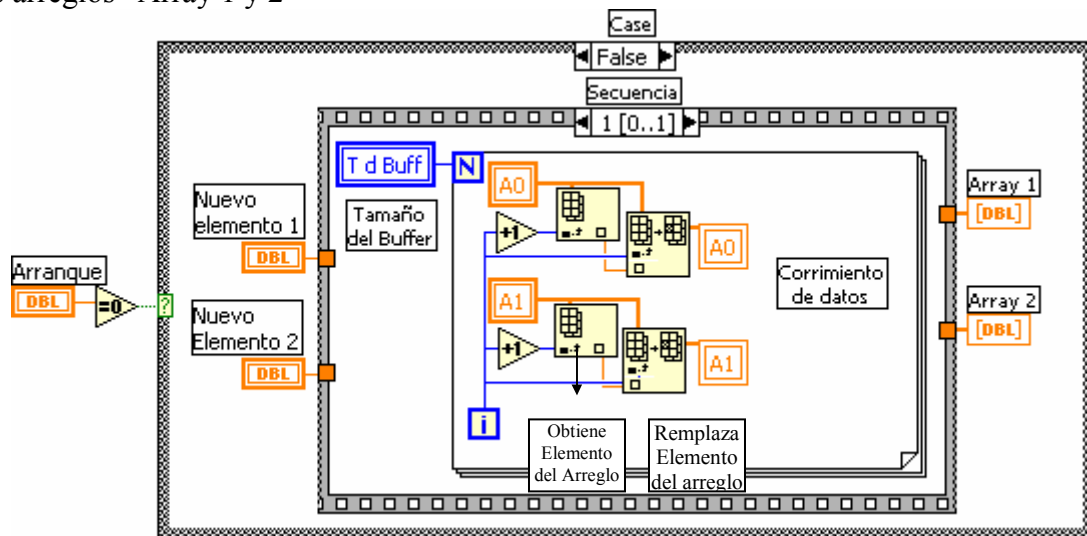 arreglos "Array 1 y 2"
Case
False
Secuencia
1 [0..1]
T d Buff
N
Tamaño
del Buffer
Nuevo
elemento 1
DBL
Arranque
DBL
=0
?
Nuevo
Elemento 2
DBL
A0
+1
A0
A1
+1
A1
i
Corrimiento
de datos
Obtiene
Elemento
del Arreglo
Remplaza
Elemento
del arreglo
Array 1
[DBL]
Array 2
[DBL]